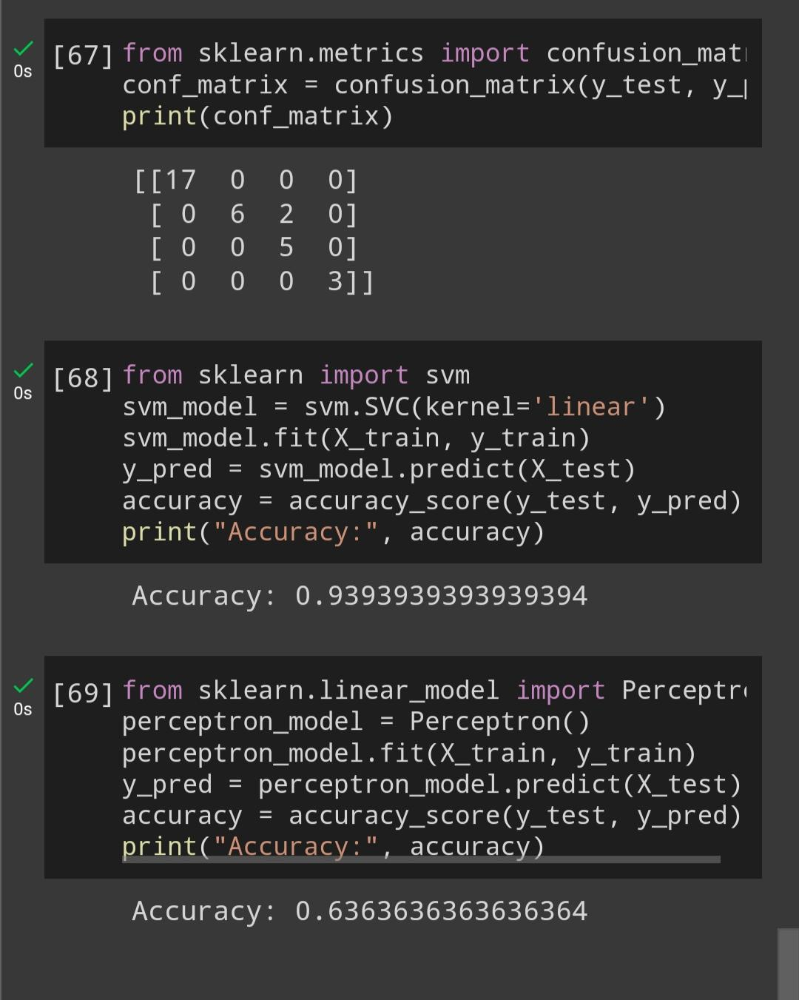 [67] from sklearn.metrics import
0s
conf_matrix = confusion_matrix(y_test,
print(conf_matrix)
[[17 0 0 0]
[ 0 6 2 0]
[ 0 0 5 0]
[ 0 0 0 3]]
[68] from sklearn import svm
0s
svm_model = svm.SVC(kernel='linear')
svm_model.fit(X_train, y_train)
y_pred = svm_model.predict(X_test)
accuracy = accuracy_score(y_test, y_pred)
print("Accuracy:", accuracy)
Accuracy: 0.9393939393939394
[69] from sklearn.linear_model import
0s
perceptron_model = Perceptron()
perceptron_model.fit(X_train, y_train)
y_pred = perceptron_model.predict(X_test)
accuracy = accuracy_score(y_test, y_pred)
print("Accuracy:", accuracy)
Accuracy: 0.6363636363636364